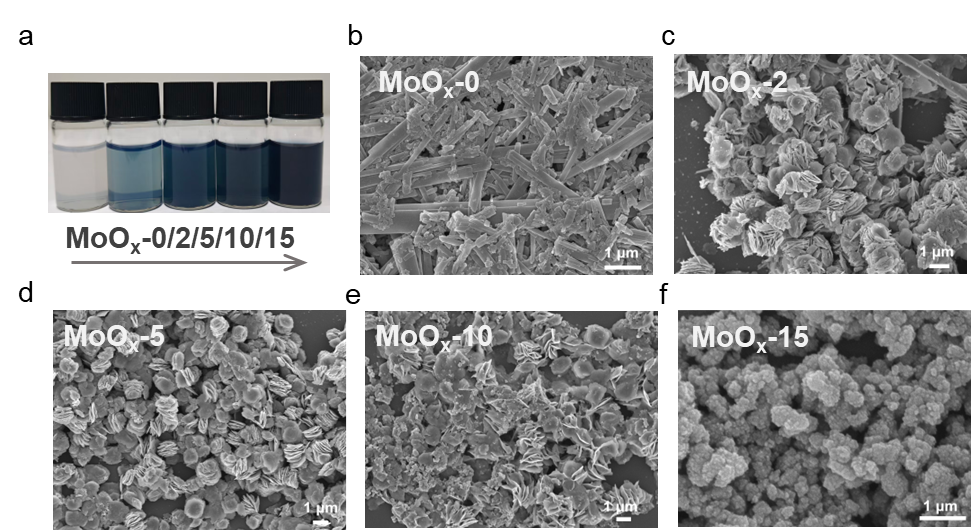 a
b
c
MoOₓ-0
MoOₓ-2
MoOₓ-0/2/5/10/15
1 μm
1 μm
d
e
f
MoOₓ-5
MoOₓ-10
MoOₓ-15
1 μm
1 μm
1 μm